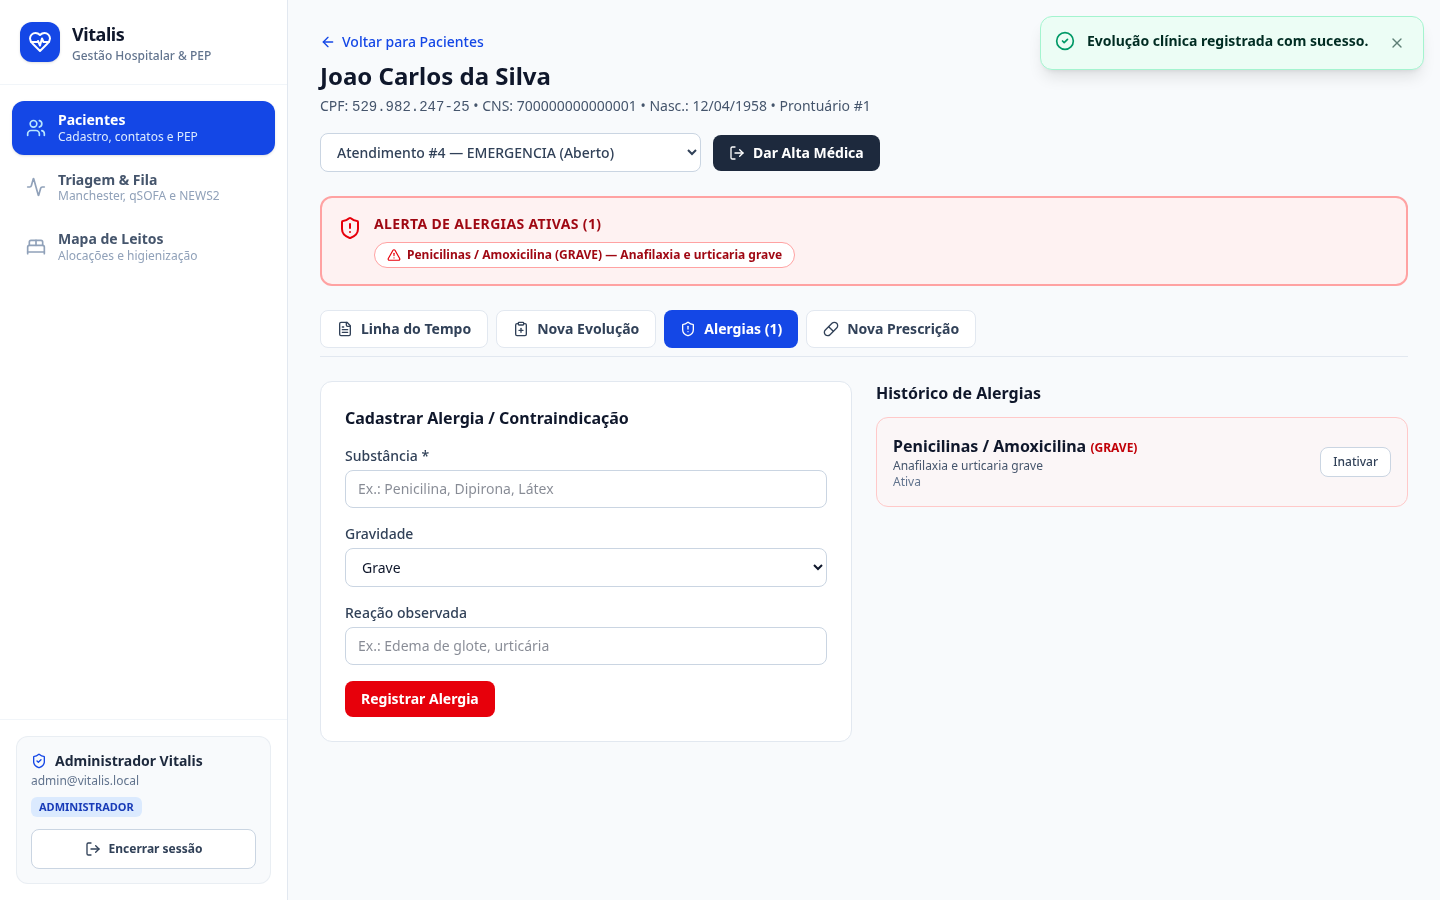 Vitalis
Gestão Hospitalar & PEP
Pacientes
Cadastro, contatos e PEP
Triagem & Fila
Manchester, qSOFA e NEWS2
Mapa de Leitos
Alocações e higienização
Administrador Vitalis
admin@vitalis.local
ADMINISTRADOR
Encerrar sessão
Voltar para Pacientes
Evolução clínica registrada com sucesso.
Joao Carlos da Silva
CPF: 529.982.247-25 • CNS: 700000000000001 • Nasc.: 12/04/1958 • Prontuário #1
Atendimento #4 — EMERGENCIA (Aberto)
Dar Alta Médica
ALERTA DE ALERGIAS ATIVAS (1)
Penicilinas / Amoxicilina (GRAVE) — Anafilaxia e urticaria grave
Linha do Tempo
Nova Evolução
Alergias (1)
Nova Prescrição
Cadastrar Alergia / Contraindicação
Substância *
Ex.: Penicilina, Dipirona, Látex
Gravidade
Grave
Reação observada
Ex.: Edema de glote, urticária
Registrar Alergia
Histórico de Alergias
Penicilinas / Amoxicilina (GRAVE)
Anafilaxia e urticaria grave
Ativa
Inativar